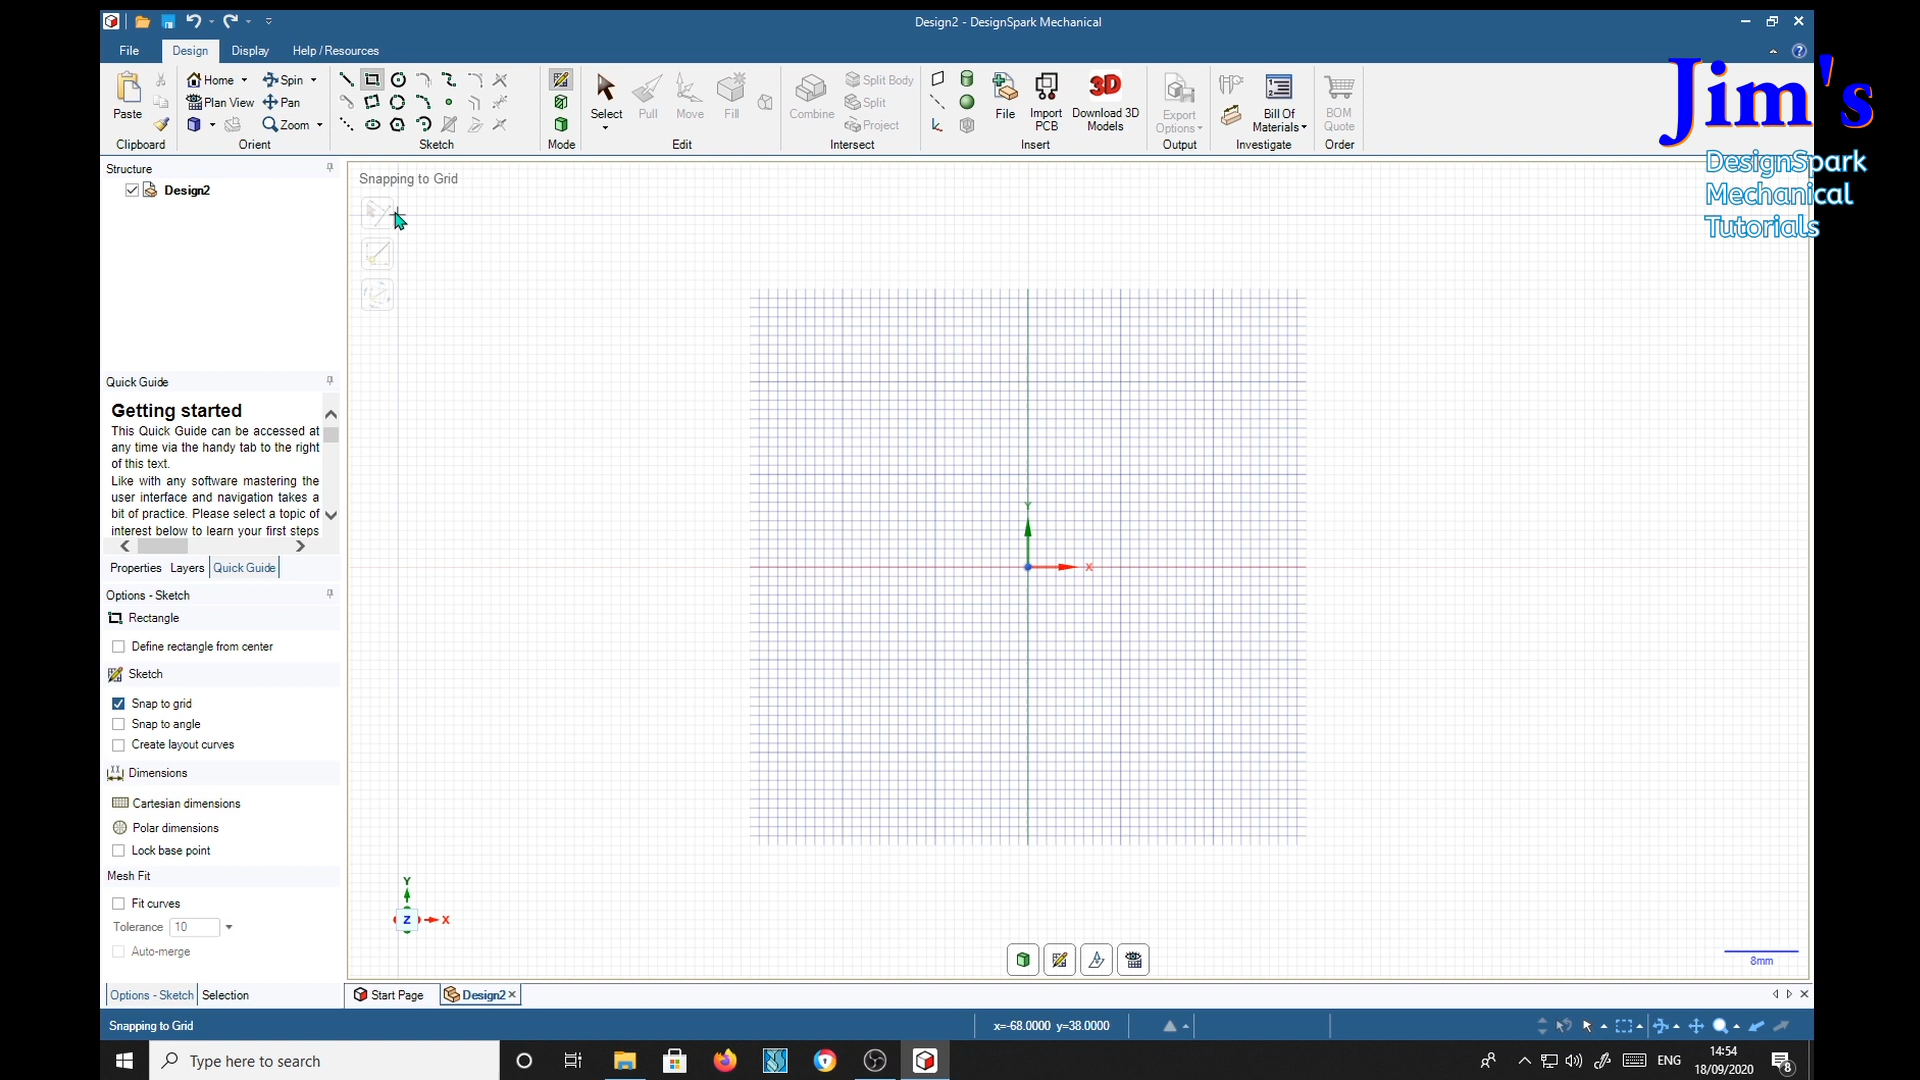 Design2 - DesignSpark Mechanical
File Design Display Help / Resources
Jim's
DesignSpark
Mechanical
Tutorials
Paste
Clipboard
Home Spin
Plan View Pan
Zoom
Orient
Sketch
Mode
Select Pull Move Fill
Edit
Combine
Split Body
Split
Project
Intersect
File
Import
PCB
Download 3D
Models
3D
Insert
Export
Options
Output
Bill Of
Materials
Investigate
BOM
Quote
Order
Structure
Design2
Snapping to Grid
Quick Guide
Getting started
This Quick Guide can be accessed at
any time via the handy tab to the right
of this text.
Like with any software mastering the
user interface and navigation takes a
bit of practice. Please select a topic of
interest below to learn your first steps
Properties Layers Quick Guide
Options - Sketch
Rectangle
Define rectangle from center
Sketch
Snap to grid
Snap to angle
Create layout curves
Dimensions
Cartesian dimensions
Polar dimensions
Lock base point
Mesh Fit
Fit curves
Tolerance 10
Auto-merge
Options - Sketch Selection
Y
X
Y
Z X
8mm
Start Page Design2
Snapping to Grid
x=-68.0000 y=38.0000
Type here to search
ENG
14:54
18/09/2020
8